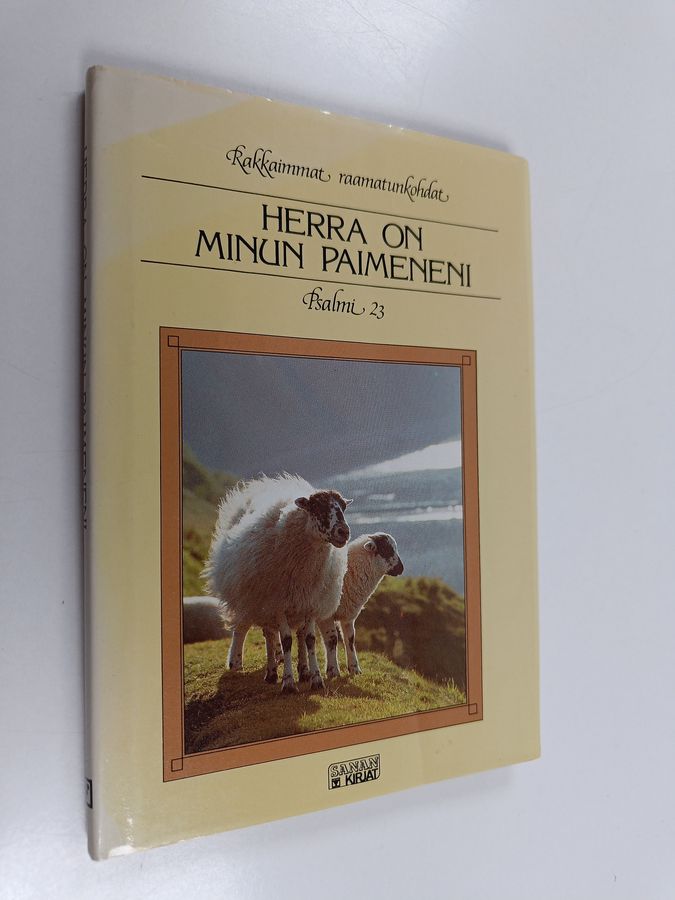 Rakkaimmat raamatunkohdat
HERRA ON
MINUN PAIMENENI
Psalmi 23
SANAN
KIRJAT
HERRA ON MINUN PAIMENENI